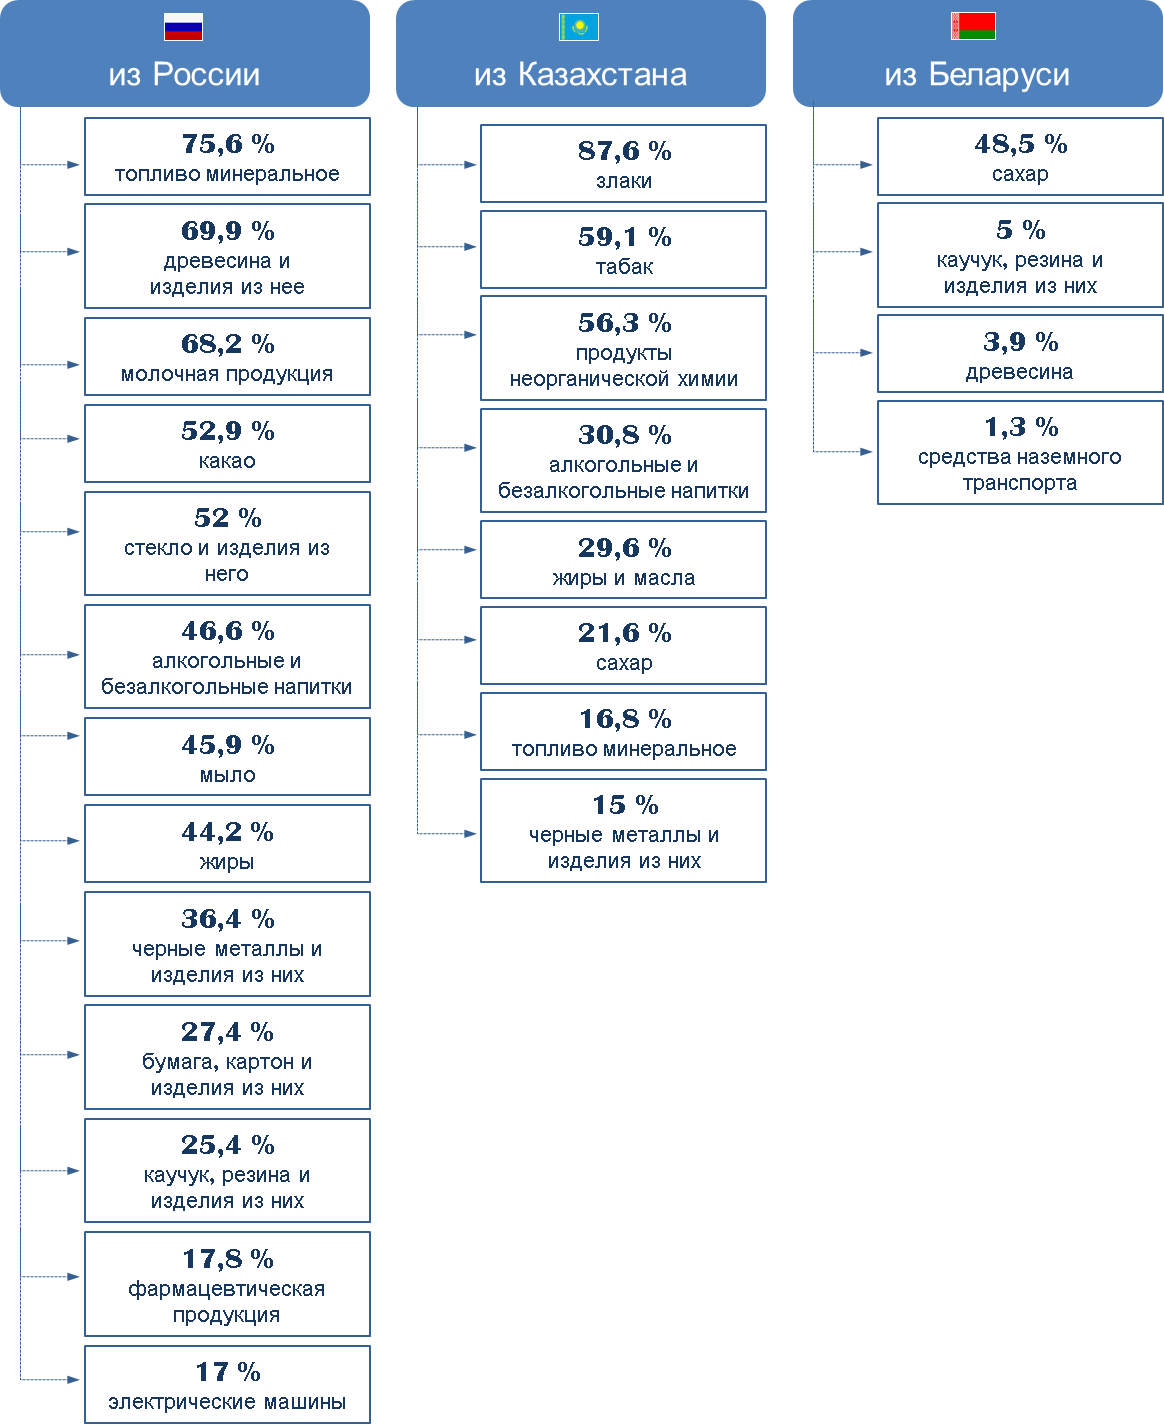 из России
75,6 %
топливо минеральное
69,9 %
древесина и
изделия из нее
68,2 %
молочная продукция
52,9 %
какао
52 %
стекло и изделия из
него
46,6 %
алкогольные и
безалкогольные напитки
45,9 %
мыло
44,2 %
жиры
36,4 %
черные металлы и
изделия из них
27,4 %
бумага, картон и
изделия из них
25,4 %
каучук, резина и
изделия из них
17,8 %
фармацевтическая
продукция
17 %
электрические машины
из Казахстана
87,6 %
злаки
59,1 %
табак
56,3 %
продукты
неорганической химии
30,8 %
алкогольные и
безалкогольные напитки
29,6 %
жиры и масла
21,6 %
сахар
16,8 %
топливо минеральное
15 %
черные металлы и
изделия из них
из Беларуси
48,5 %
сахар
5 %
каучук, резина и
изделия из них
3,9 %
древесина
1,3 %
средства наземного
транспорта